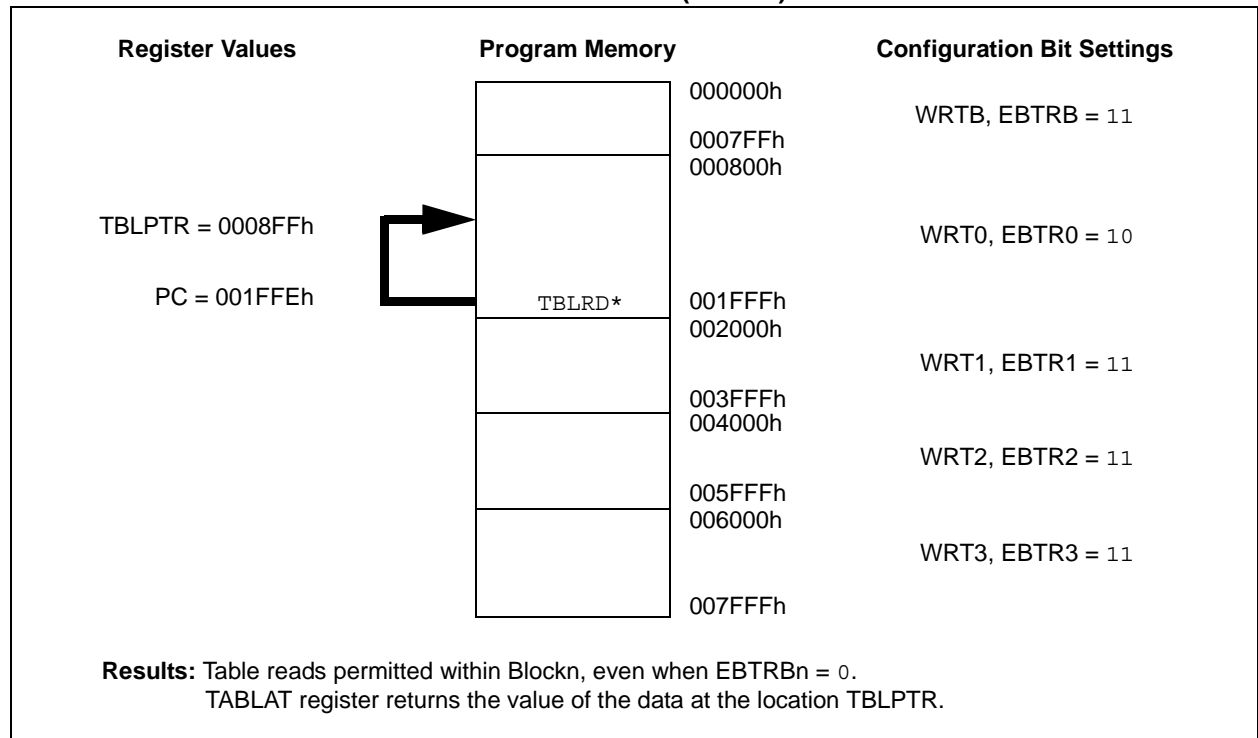 Register Values Program Memory Configuration Bit Settings
000000h
WRTB, EBTRB = 11
0007FFh
000800h
TBLPTR = 0008FFh
WRT0, EBTR0 = 10
PC = 001FFEh
TBLRD* 001FFFh
002000h
WRT1, EBTR1 = 11
003FFFh
004000h
WRT2, EBTR2 = 11
005FFFh
006000h
WRT3, EBTR3 = 11
007FFFh
Results: Table reads permitted within Blockn, even when EBTRBn = 0.
TABLAT register returns the value of the data at the location TBLPTR.